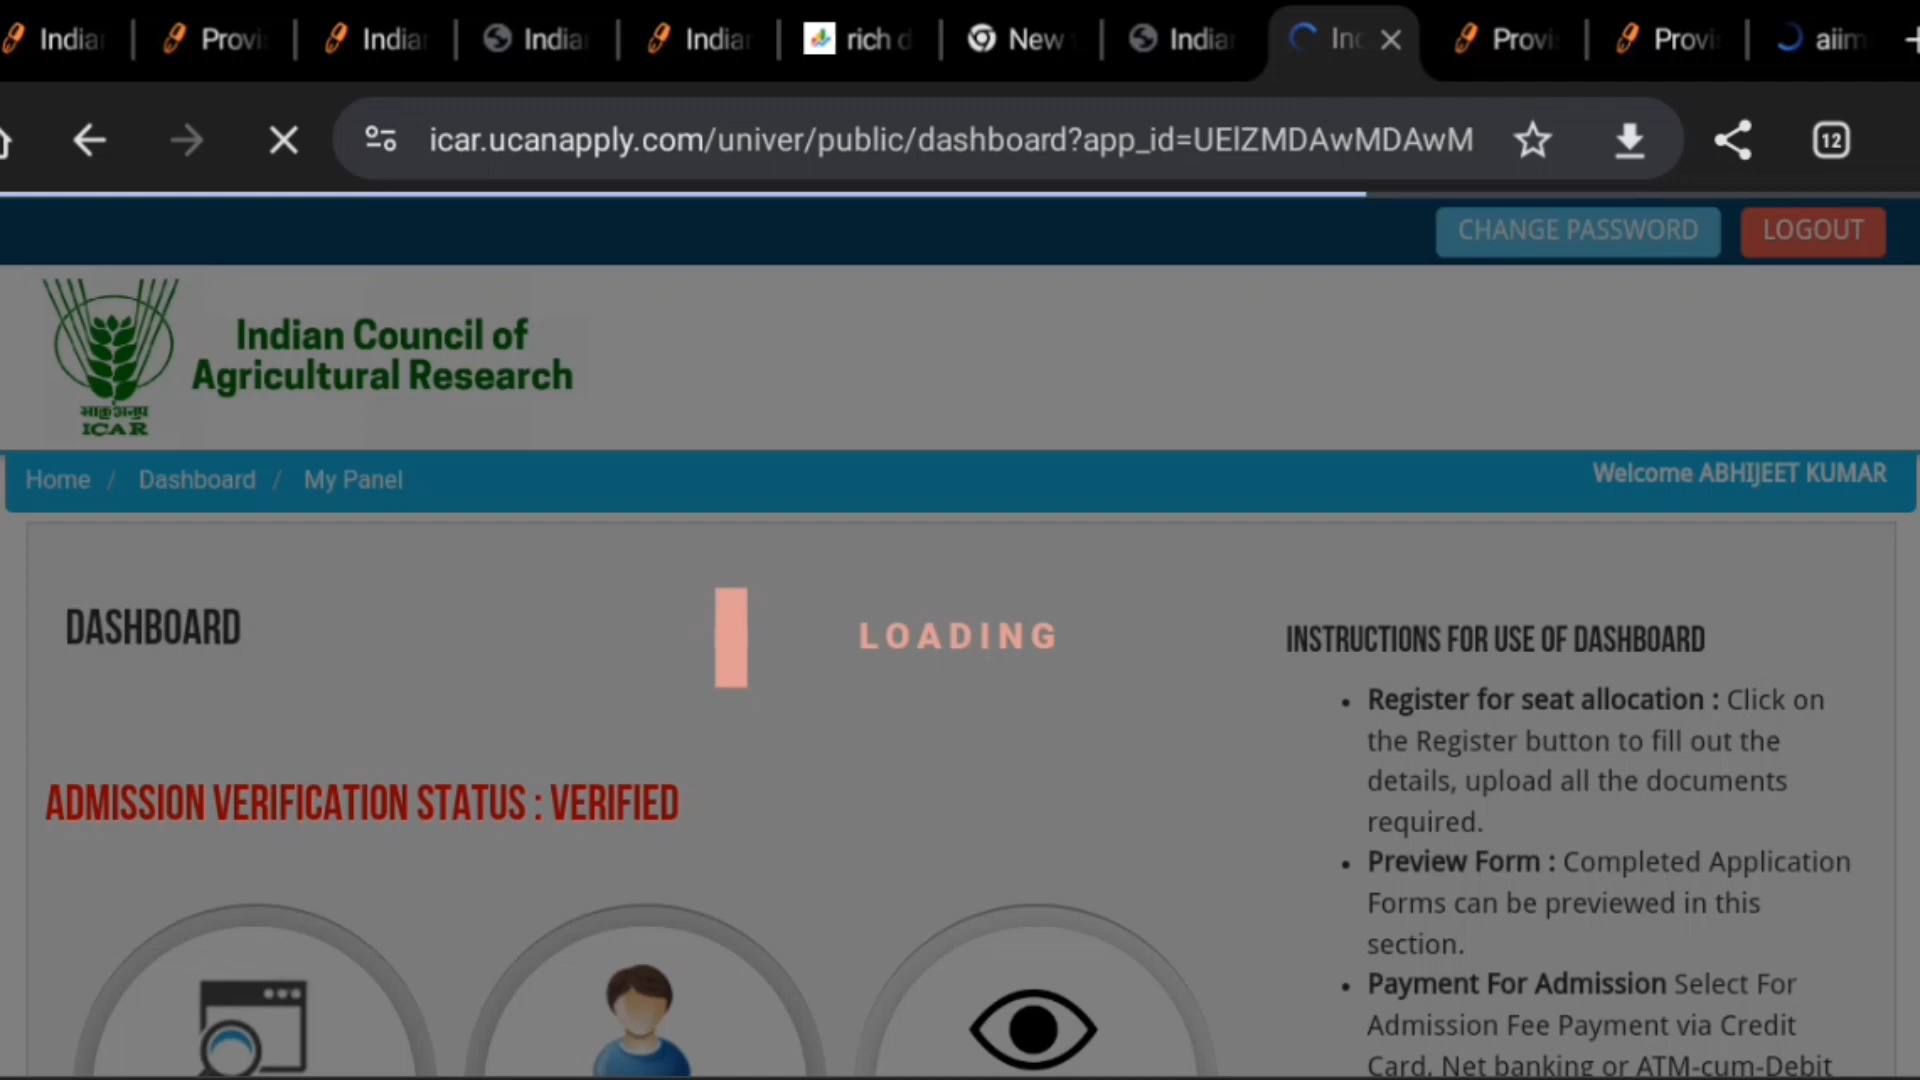 India
Provi
India
India
India
rich d
New
India
Ind
Provi
Provi
aiim
icar.ucanapply.com/univer/public/dashboard?app_id=UElZMDAwMDAwM
12
CHANGE PASSWORD
LOGOUT
Indian Council of
Agricultural Research
भाकृअनुप
ICAR
Home / Dashboard / My Panel
Welcome ABHIJEET KUMAR
DASHBOARD
LOADING
ADMISSION VERIFICATION STATUS : VERIFIED
INSTRUCTIONS FOR USE OF DASHBOARD
• Register for seat allocation : Click on
the Register button to fill out the
details, upload all the documents
required.
• Preview Form : Completed Application
Forms can be previewed in this
section.
• Payment For Admission Select For
Admission Fee Payment via Credit
Card, Net banking or ATM-cum-Debit